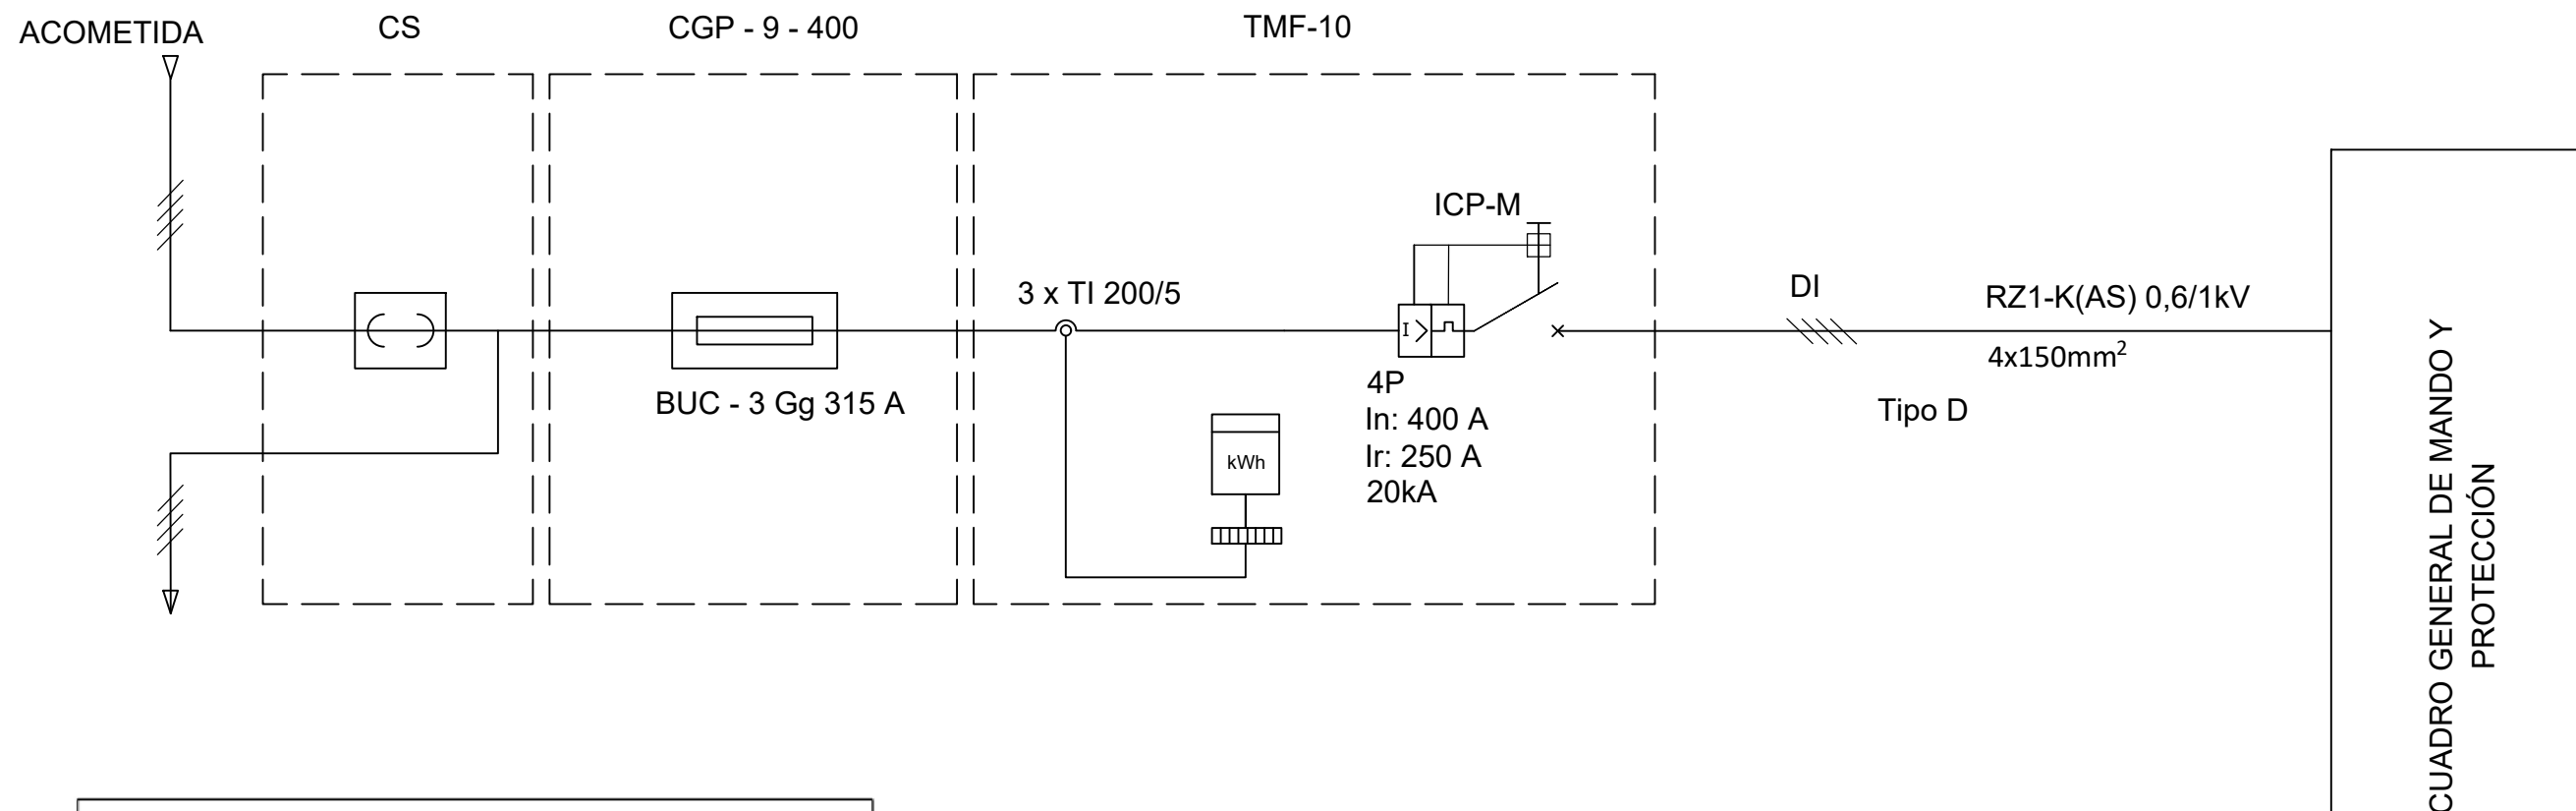 ACOMETIDA
CS
CGP - 9 - 400
TMF-10
ICP-M
3 x TI 200/5
I >
DI
RZ1-K(AS) 0,6/1kV
4x150mm²
Tipo D
BUC - 3 Gg 315 A
4P
In: 400 A
Ir: 250 A
20kA
kWh
CUADRO GENERAL DE MANDO Y
PROTECCIÓN